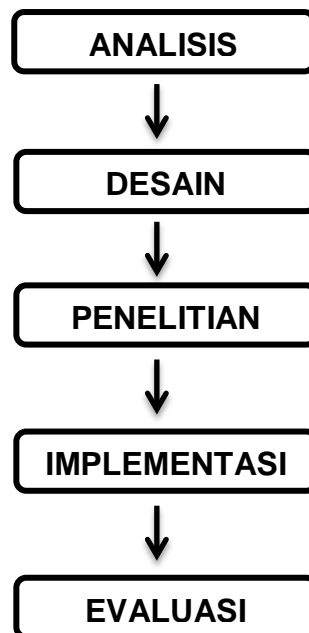 ANALISIS
DESAIN
PENELITIAN
IMPLEMENTASI
EVALUASI